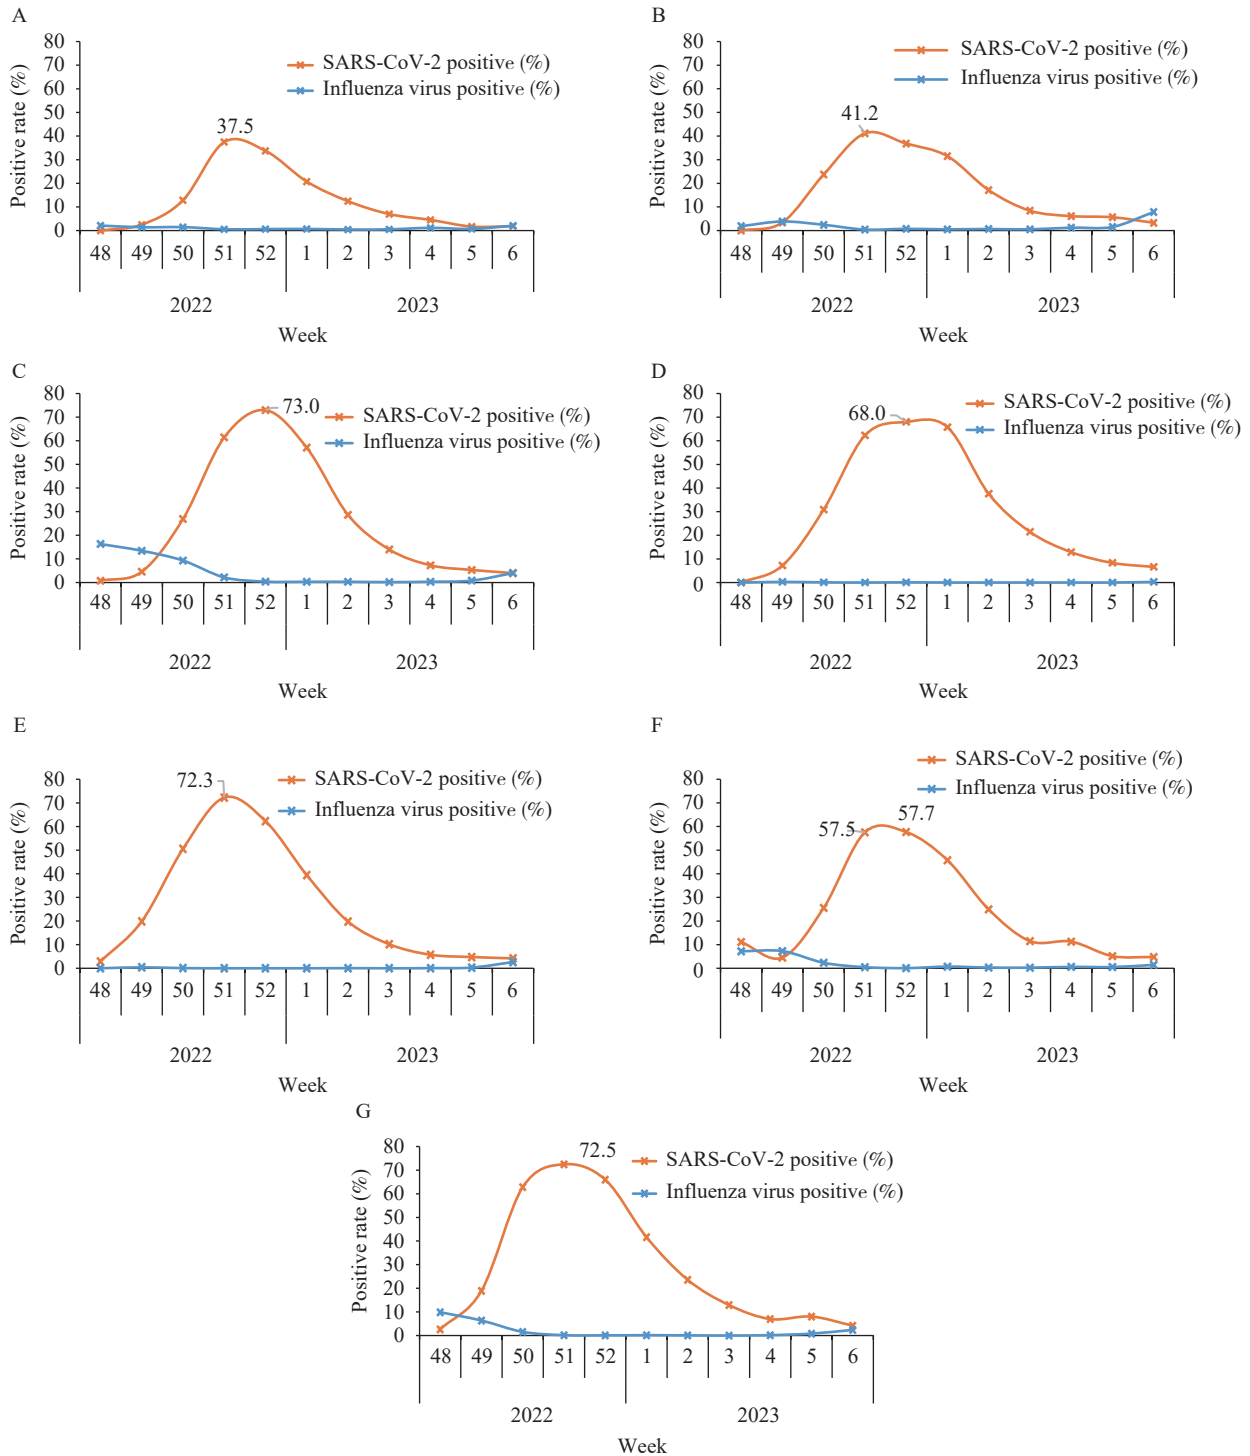 A
80
70
60
50
40
30
20
10
0
Positive rate (%)
SARS-CoV-2 positive (%)
Influenza virus positive (%)
37.5
48 49 50 51 52 1 2 3 4 5 6
2022 2023
Week
B
80
70
60
50
40
30
20
10
0
Positive rate (%)
SARS-CoV-2 positive (%)
Influenza virus positive (%)
41.2
48 49 50 51 52 1 2 3 4 5 6
2022 2023
Week
C
80
70
60
50
40
30
20
10
0
Positive rate (%)
73.0
SARS-CoV-2 positive (%)
Influenza virus positive (%)
48 49 50 51 52 1 2 3 4 5 6
2022 2023
Week
D
80
70
60
50
40
30
20
10
0
Positive rate (%)
68.0
SARS-CoV-2 positive (%)
Influenza virus positive (%)
48 49 50 51 52 1 2 3 4 5 6
2022 2023
Week
E
80
70
60
50
40
30
20
10
0
Positive rate (%)
72.3
SARS-CoV-2 positive (%)
Influenza virus positive (%)
48 49 50 51 52 1 2 3 4 5 6
2022 2023
Week
F
80
70
60
50
40
30
20
10
0
Positive rate (%)
SARS-CoV-2 positive (%)
Influenza virus positive (%)
57.5 57.7
48 49 50 51 52 1 2 3 4 5 6
2022 2023
Week
G
80
70
60
50
40
30
20
10
0
Positive rate (%)
72.5
SARS-CoV-2 positive (%)
Influenza virus positive (%)
48 49 50 51 52 1 2 3 4 5 6
2022 2023
Week